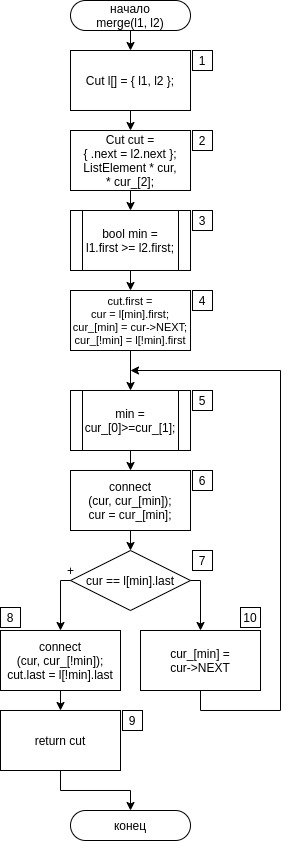 начало
merge(l1, l2)
1
Cut l[] = { l1, l2 };
2
Cut cut =
{ .next = l2.next };
ListElement * cur,
* cur_[2];
3
bool min =
l1.first >= l2.first;
4
cut.first =
cur = l[min].first;
cur_[min] = cur->NEXT;
cur_[!min] = l[!min].first
5
min =
cur_[0]>=cur_[1];
6
connect
(cur, cur_[min]);
cur = cur_[min];
7
cur == l[min].last
+
8
connect
(cur, cur_[!min]);
cut.last = l[!min].last
10
cur_[min] =
cur->NEXT
9
return cut
конец